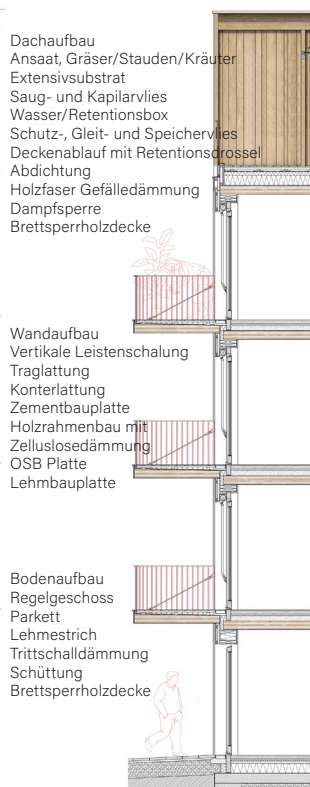 Dachaufbau
Ansaat, Gräser/Stauden/Kräuter
Extensivsubstrat
Saug- und Kapilarvlies
Wasser/Retentionsbox
Schutz-, Gleit- und Speichervlies
Deckenablauf mit Retentionsdrossel
Abdichtung
Holzfaser Gefälledämmung
Dampfsperre
Brettsperrholzdecke
Wandaufbau
Vertikale Leistenschalung
Traglattung
Konterlattung
Zementbauplatte
Holzrahmenbau mit
Zelluslosedämmung
OSB Platte
Lehmbauplatte
Bodenaufbau
Regelgeschoss
Parkett
Lehmestrich
Trittschalldämmung
Schüttung
Brettsperrholzdecke